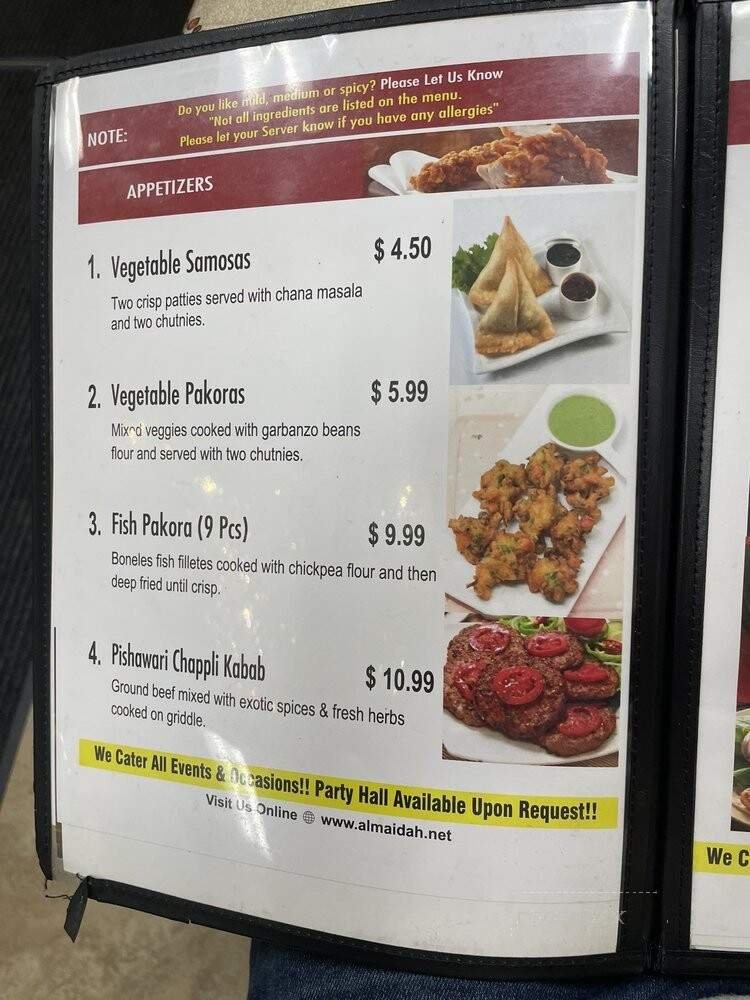 Do you like mild, medium or spicy? Please Let Us Know
"Not all ingredients are listed on the menu.
NOTE:
Please let your Server know if you have any allergies"
APPETIZERS
1. Vegetable Samosas $ 4.50
Two crisp patties served with chana masala
and two chutnies.
2. Vegetable Pakoras $ 5.99
Mixed veggies cooked with garbanzo beans
flour and served with two chutnies.
3. Fish Pakora (9 Pcs) $ 9.99
Boneles fish filletes cooked with chickpea flour and then
deep fried until crisp.
4. Pishawari Chappli Kabab $ 10.99
Ground beef mixed with exotic spices & fresh herbs
cooked on griddle.
We Cater All Events & Occasions!! Party Hall Available Upon Request!!
Visit Us Online www.almaidah.net
We C